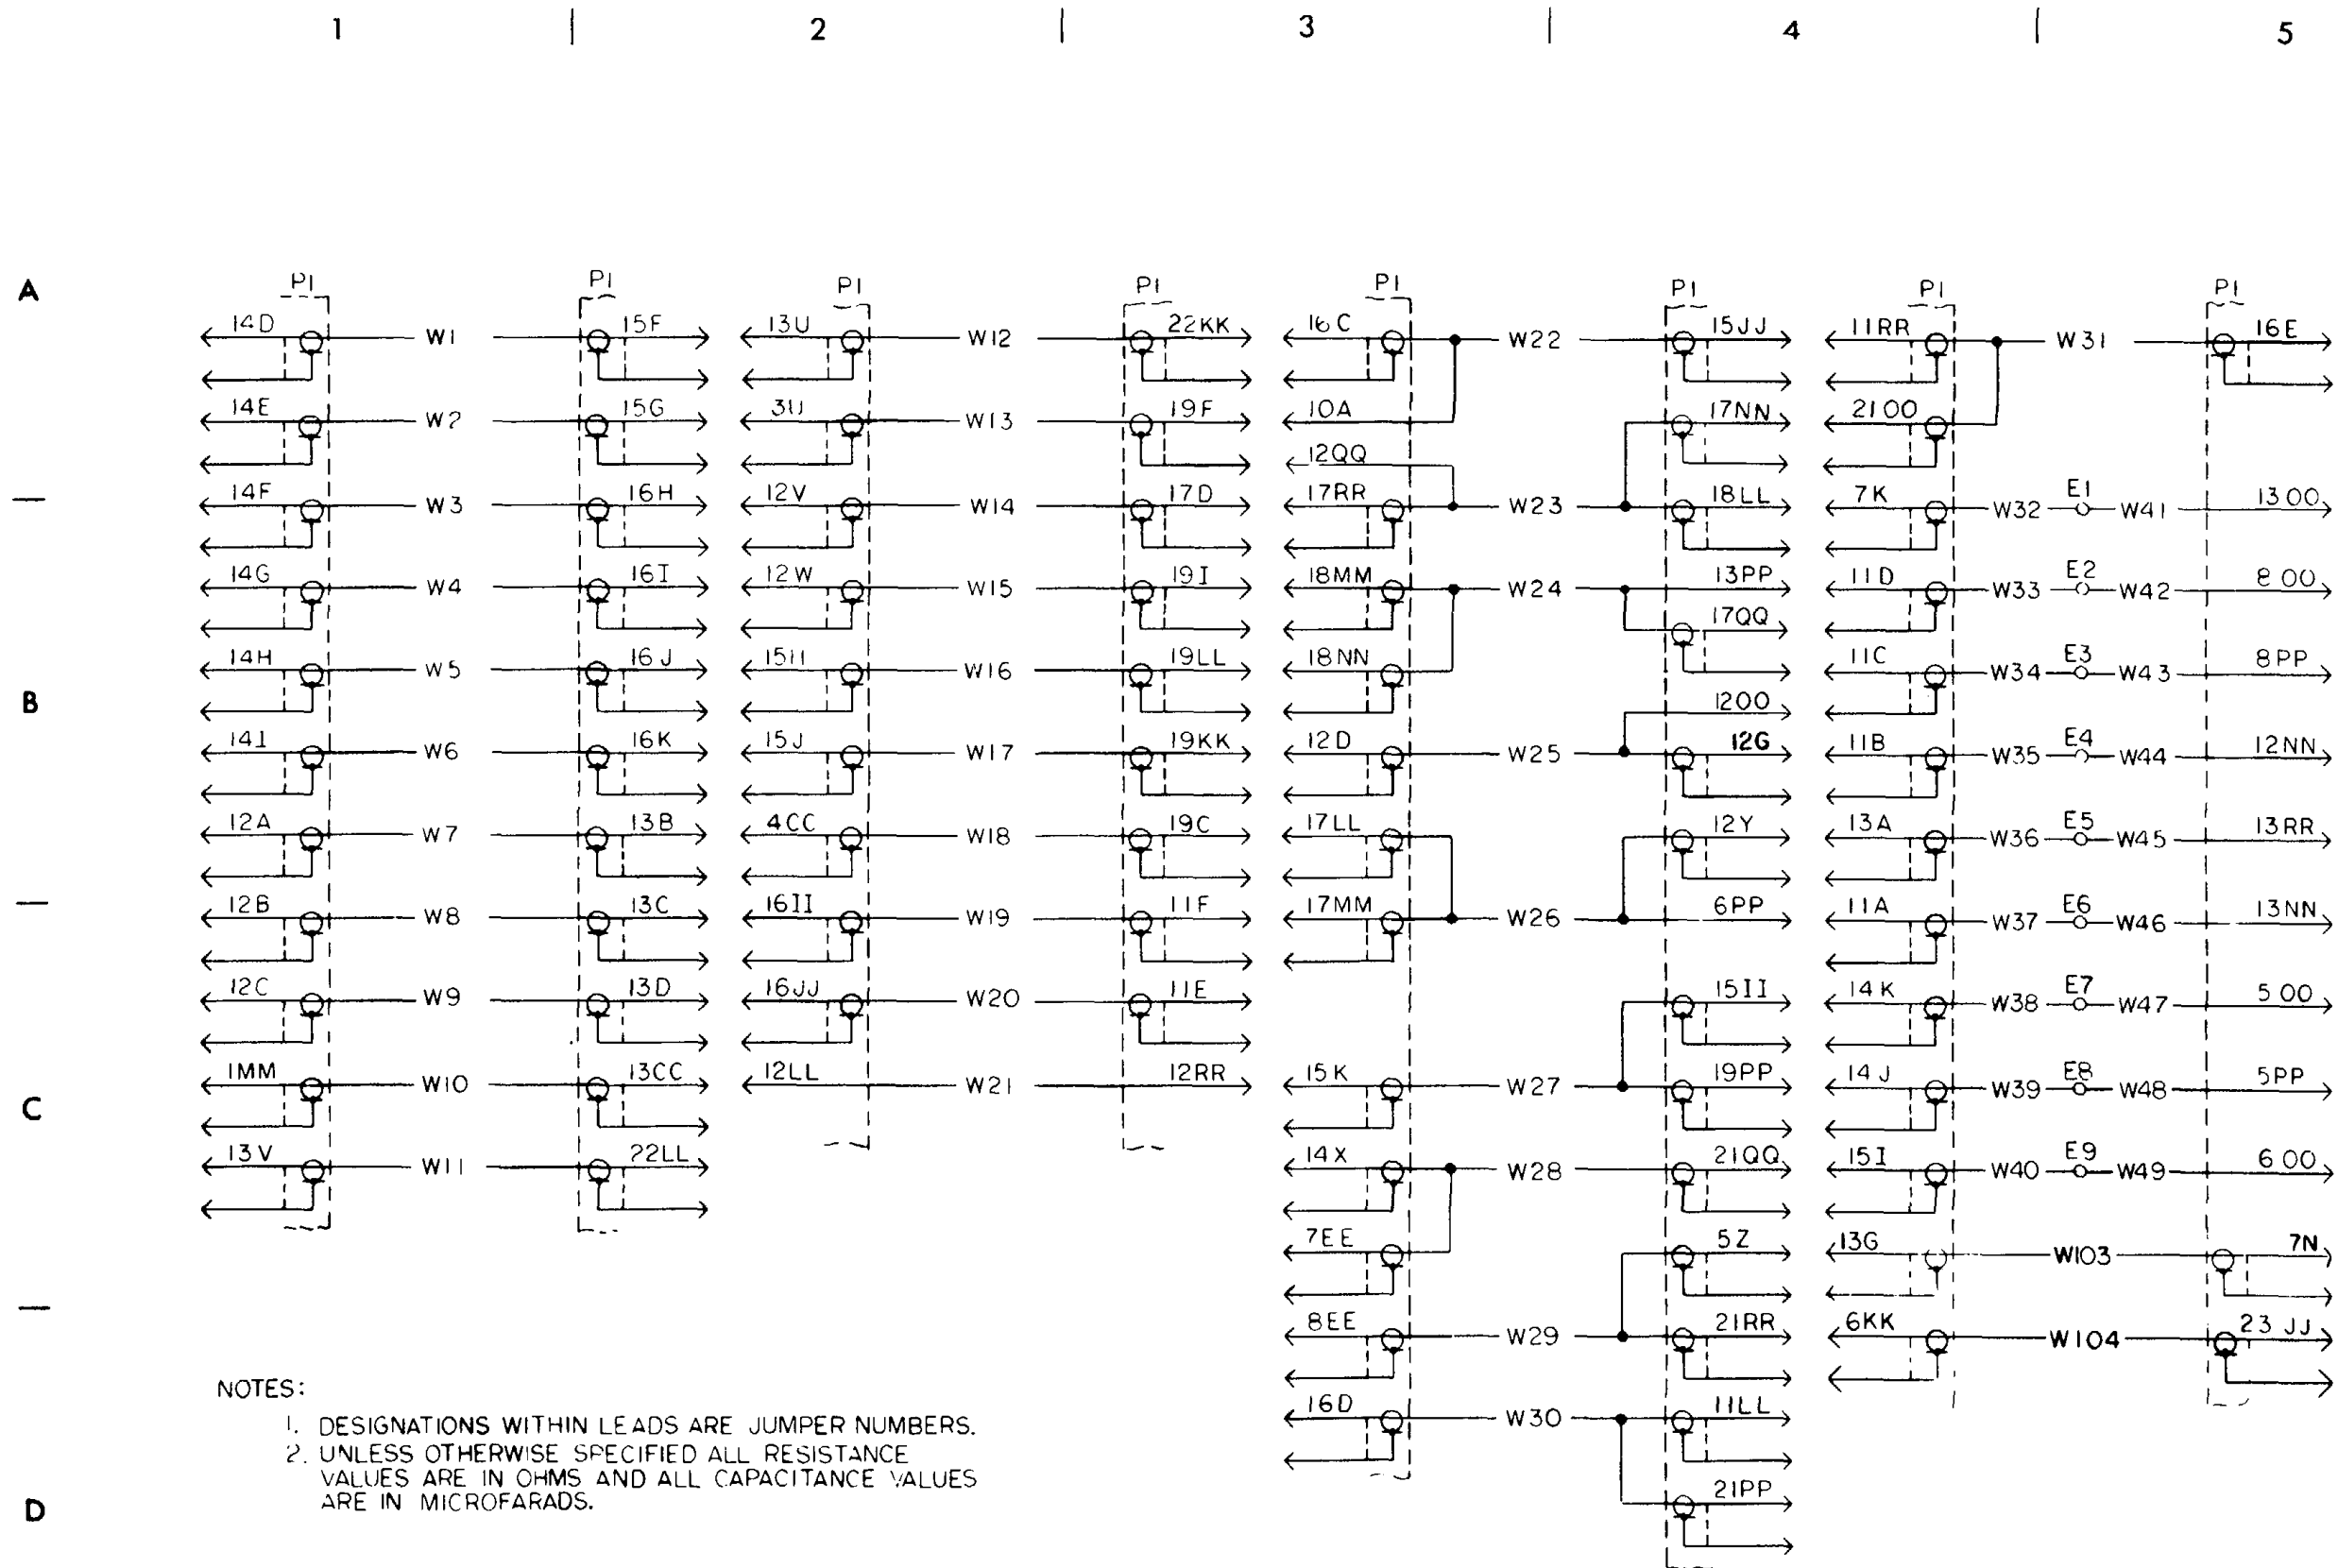 1 | 2 | 3 | 4 | 5
A
P1 P1 P1 P1 P1 P1 P1 P1
14D W1 15F 13U W12 22KK 16C W22 15JJ 11RR W31 16E
14E W2 15G 3U W13 19F 10A 17NN 21OO
12QQ
14F W3 16H 12V W14 17D 17RR W23 18LL 7K W32 E1 W41 13OO
14G W4 16I 12W W15 19I 18MM W24 13PP 11D W33 E2 W42 8OO
17QQ
B
14H W5 16J W16 19LL 18NN 11C W34 E3 W43 8PP
12OO
14I W6 16K 15J W17 19KK 12D W25 12G 11B W35 E4 W44 12NN
12A W7 13B 4CC W18 19C 17LL 12Y 13A W36 E5 W45 13RR
12B W8 13C 16II W19 11F 17MM W26 6PP 11A W37 E6 W46 13NN
12C W9 13D 16JJ W20 11E 15II 14K W38 E7 W47 5OO
C
1MM W10 13CC 12LL W21 12RR 15K W27 19PP 14J W39 E8 W48 5PP
13V W11 22LL 14X W28 21QQ 15I W40 E9 W49 6OO
7EE 5Z 13G W103 7N
8EE W29 21RR 6KK W104 23JJ
16D W30 11LL
21PP
D
NOTES:
1. DESIGNATIONS WITHIN LEADS ARE JUMPER NUMBERS.
2. UNLESS OTHERWISE SPECIFIED ALL RESISTANCE
VALUES ARE IN OHMS AND ALL CAPACITANCE VALUES
ARE IN MICROFARADS.